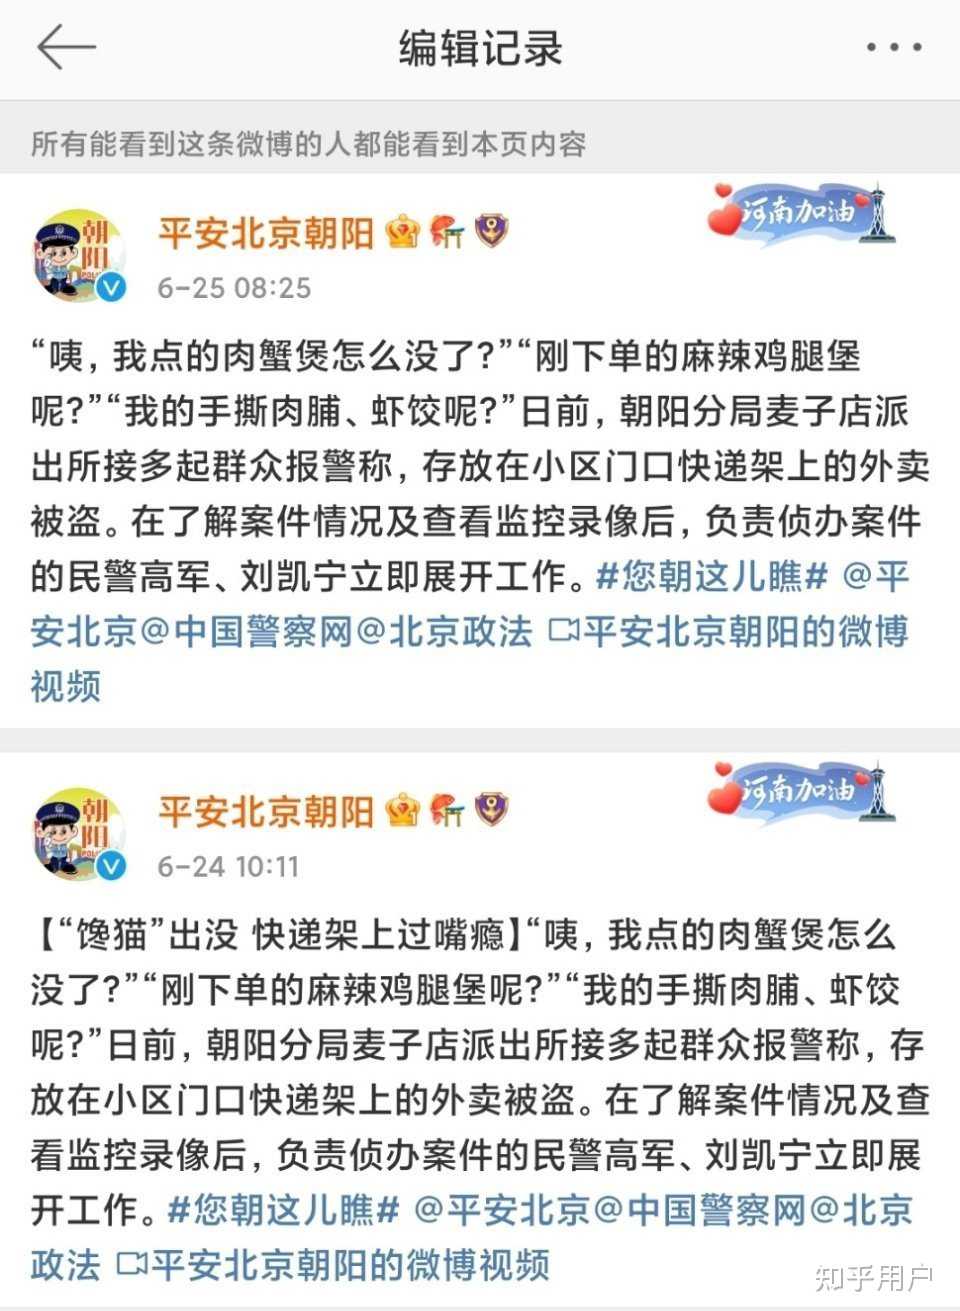 编辑记录
所有能看到这条微博的人都能看到本页内容
平安北京朝阳
河南加油
朝阳
6-25 08:25
“咦，我点的肉蟹煲怎么没了?”“刚下单的麻辣鸡腿堡
呢?”“我的手撕肉脯、虾饺呢?”日前，朝阳分局麦子店派
出所接多起群众报警称，存放在小区门口快递架上的外卖
被盗。在了解案件情况及查看监控录像后，负责侦办案件
的民警高军、刘凯宁立即展开工作。#您朝这儿瞧# @平
安北京@中国警察网@北京政法 平安北京朝阳的微博
视频
平安北京朝阳
河南加油
朝阳
6-24 10:11
【“馋猫”出没 快递架上过嘴瘾】“咦，我点的肉蟹煲怎么
没了?”“刚下单的麻辣鸡腿堡呢?”“我的手撕肉脯、虾饺
呢?”日前，朝阳分局麦子店派出所接多起群众报警称，存
放在小区门口快递架上的外卖被盗。在了解案件情况及查
看监控录像后，负责侦办案件的民警高军、刘凯宁立即展
开工作。#您朝这儿瞧# @平安北京@中国警察网@北京
政法 平安北京朝阳的微博视频
知乎用户